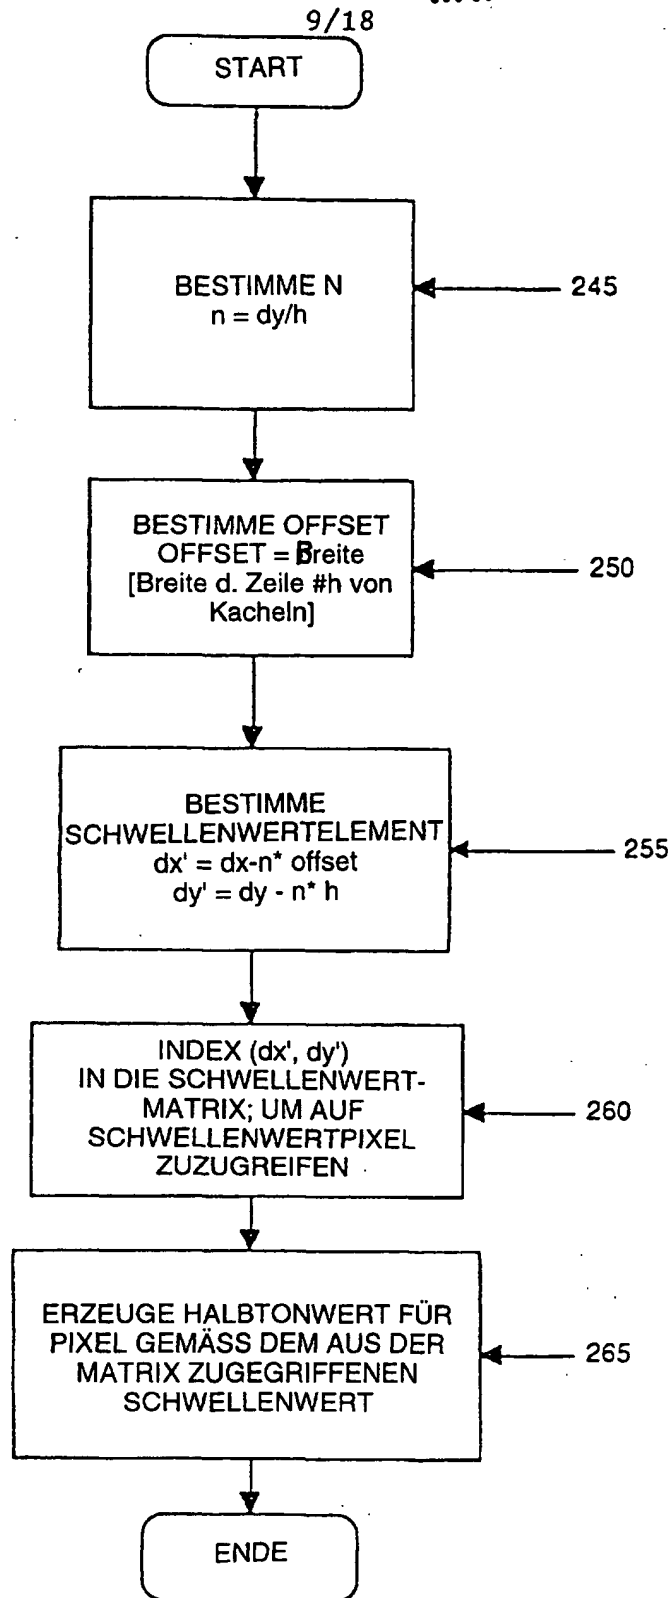 9/18
START
BESTIMME N
n = dy/h
245
BESTIMME OFFSET
OFFSET = Breite
[Breite d. Zeile #h von
Kacheln]
250
BESTIMME
SCHWELLENWERTELEMENT
dx' = dx-n* offset
dy' = dy - n* h
255
INDEX (dx', dy')
IN DIE SCHWELLENWERT-
MATRIX; UM AUF
SCHWELLENWERTPIXEL
ZUZUGREIFEN
260
ERZEUGE HALBTONWERT FÜR
PIXEL GEMÄSS DEM AUS DER
MATRIX ZUGEGRIFFENEN
SCHWELLENWERT
265
ENDE